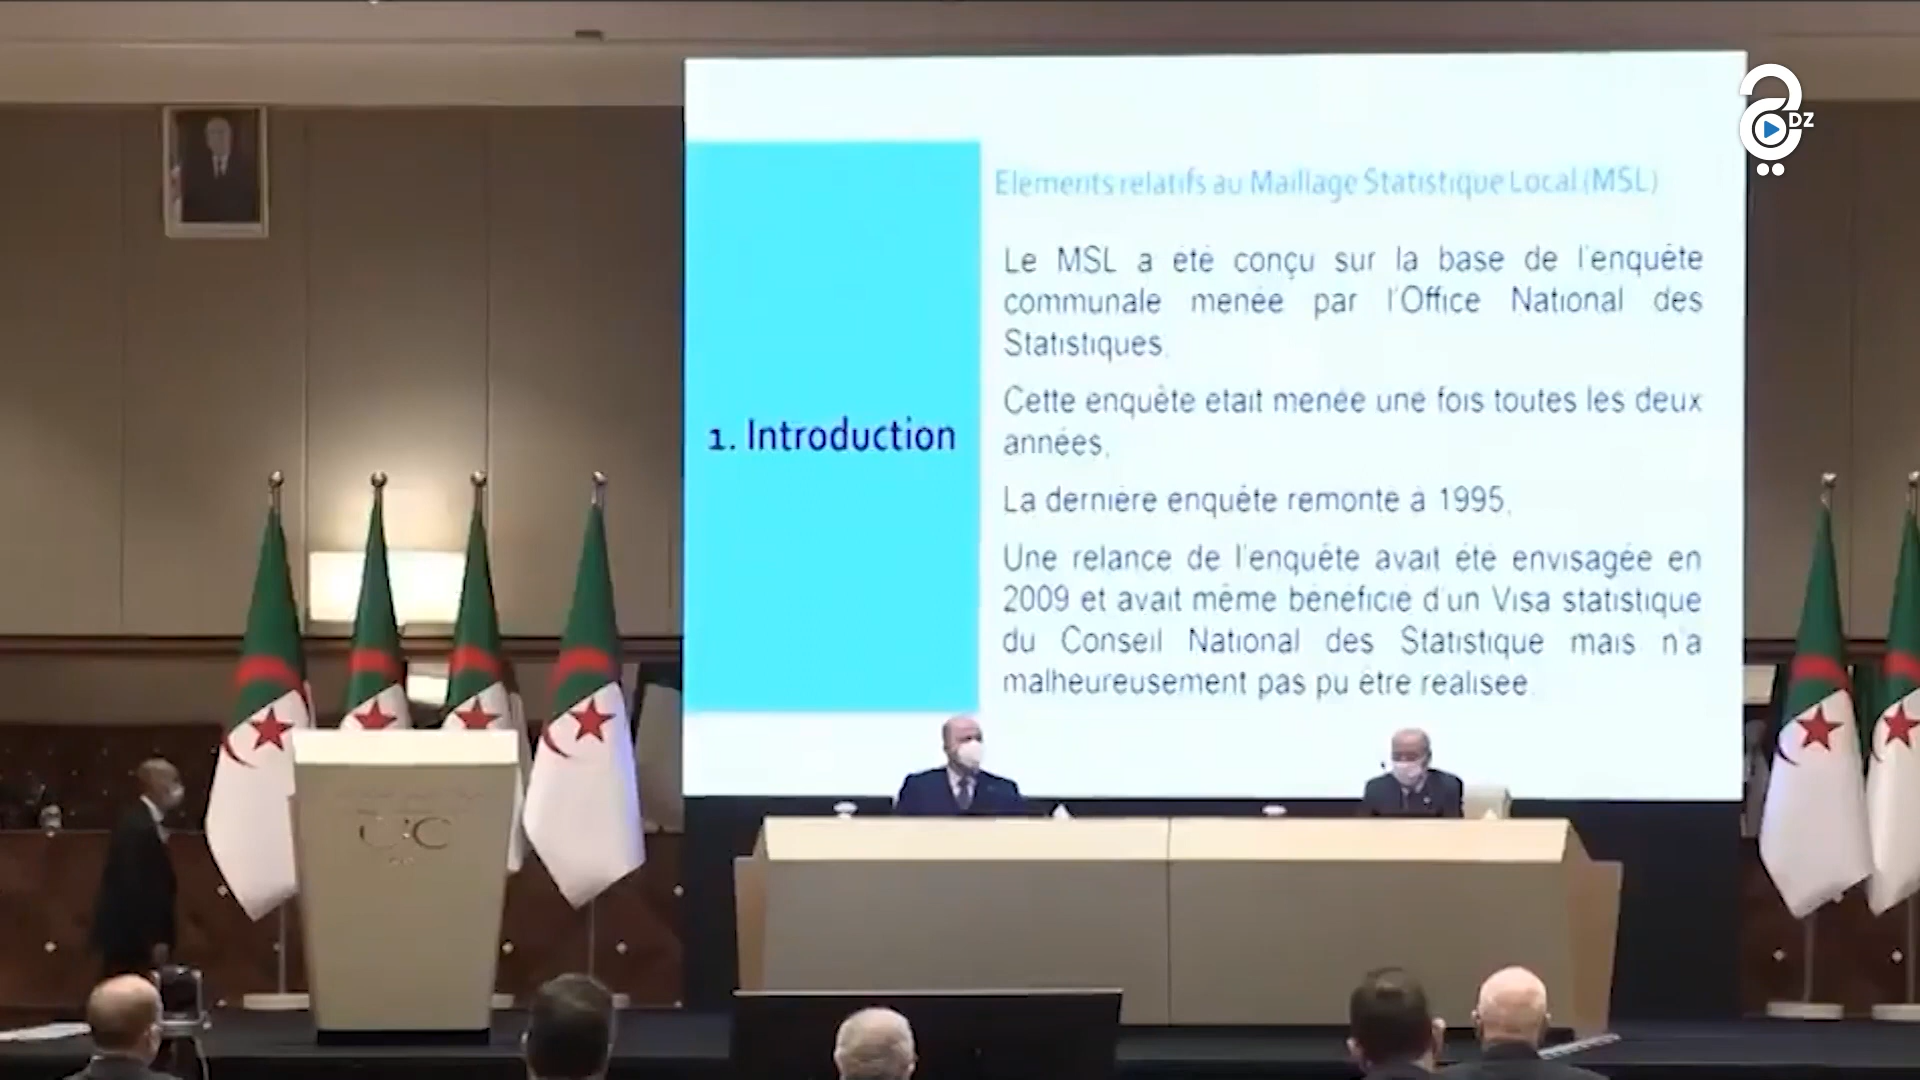 DZ
Eléments relatifs au Maillage Statistique Local (MSL)
Le MSL a été conçu sur la base de l'enquête
communale menée par l'Office National des
Statistiques,
1. Introduction
Cette enquête etait menée une fois toutes les deux
années,
La dernière enquête remonte à 1995,
Une relance de l'enquête avait été envisagée en
2009 et avait même bénéficié d'un Visa statistique
du Conseil National des Statistique mais n'a
malheureusement pas pu être realisée.
CIC